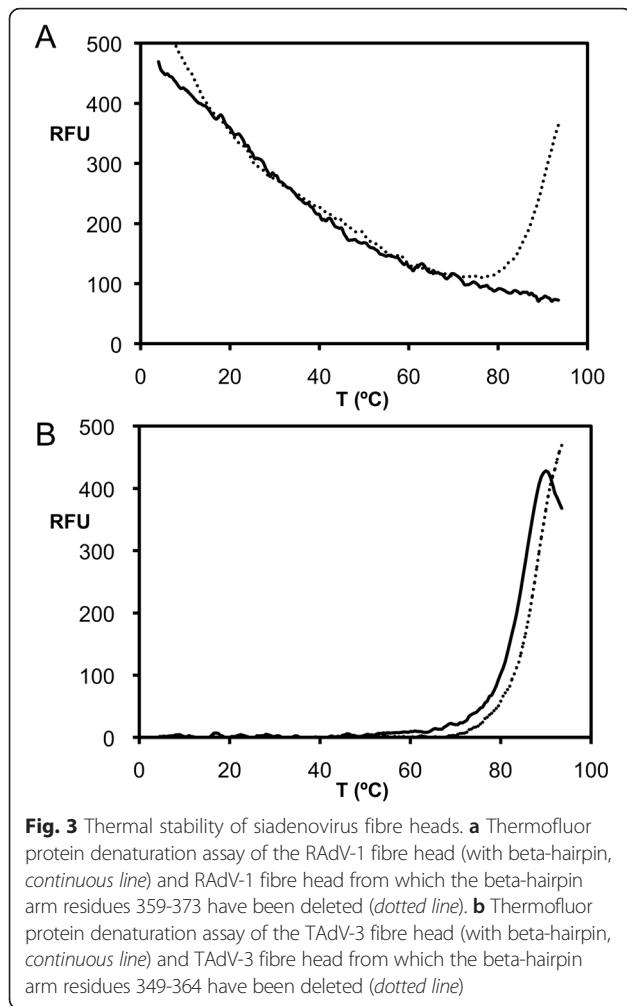 A
500
400
RFU
300
200
100
0
0 20 40 60 80 100
T (ºC)
B
500
400
RFU
300
200
100
0
0 20 40 60 80 100
T (ºC)
Fig. 3 Thermal stability of siadenovirus fibre heads. a Thermofluor
protein denaturation assay of the RAdV-1 fibre head (with beta-hairpin,
continuous line) and RAdV-1 fibre head from which the beta-hairpin
arm residues 359-373 have been deleted (dotted line). b Thermofluor
protein denaturation assay of the TAdV-3 fibre head (with beta-hairpin,
continuous line) and TAdV-3 fibre head from which the beta-hairpin
arm residues 349-364 have been deleted (dotted line)